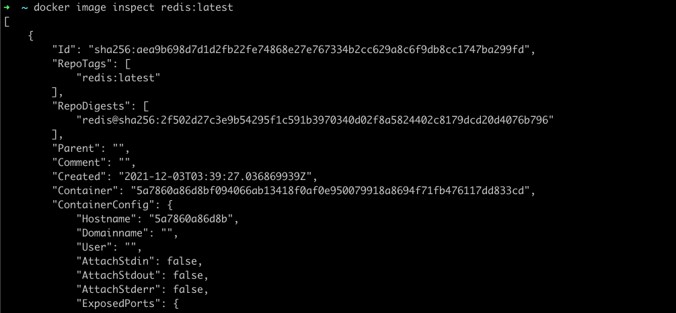 → ~ docker image inspect redis:latest
[
    {
        "Id": "sha256:aea9b698d7d1d2fb22fe74868e27e767334b2cc629a8c6f9db8cc1747ba299fd",
        "RepoTags": [
            "redis:latest"
        ],
        "RepoDigests": [
            "redis@sha256:2f502d27c3e9b54295f1c591b3970340d02f8a5824402c8179dcd20d4076b796"
        ],
        "Parent": "",
        "Comment": "",
        "Created": "2021-12-03T03:39:27.036869939Z",
        "Container": "5a7860a86d8bf094066ab13418f0af0e950079918a8694f71fb476117dd833cd",
        "ContainerConfig": {
            "Hostname": "5a7860a86d8b",
            "Domainname": "",
            "User": "",
            "AttachStdin": false,
            "AttachStdout": false,
            "AttachStderr": false,
            "ExposedPorts": {